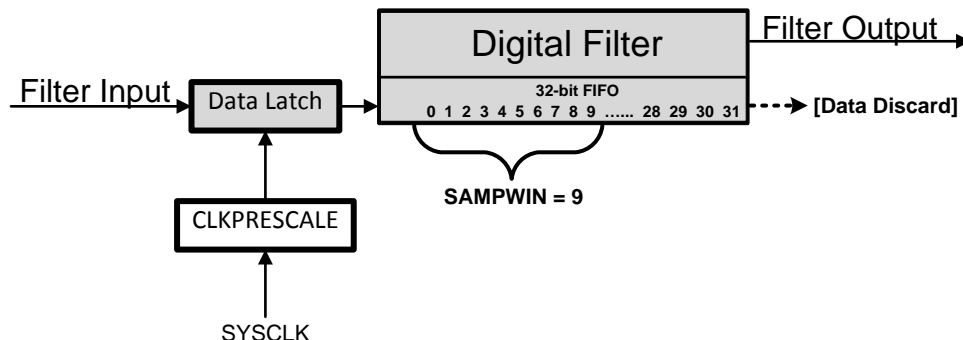 Digital Filter
Filter Output
Filter Input
Data Latch
32-bit FIFO
0 1 2 3 4 5 6 7 8 9 ...... 28 29 30 31
[Data Discard]
SAMPWIN = 9
CLKPRESCALE
SYSCLK